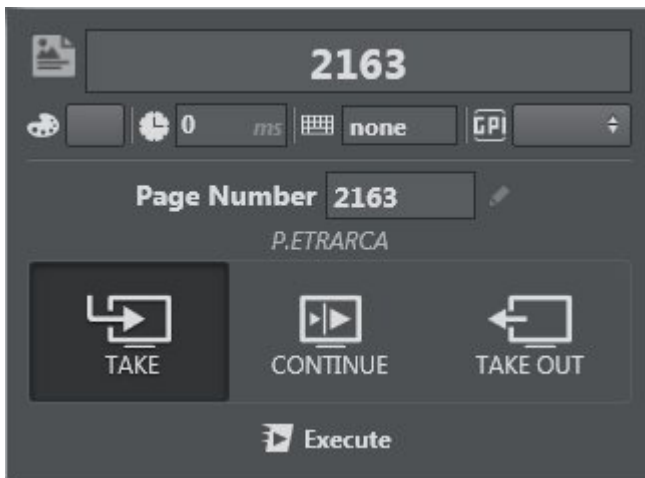 2163
0 ms none GPI
Page Number 2163
P.ETRARCA
TAKE CONTINUE TAKE OUT
Execute